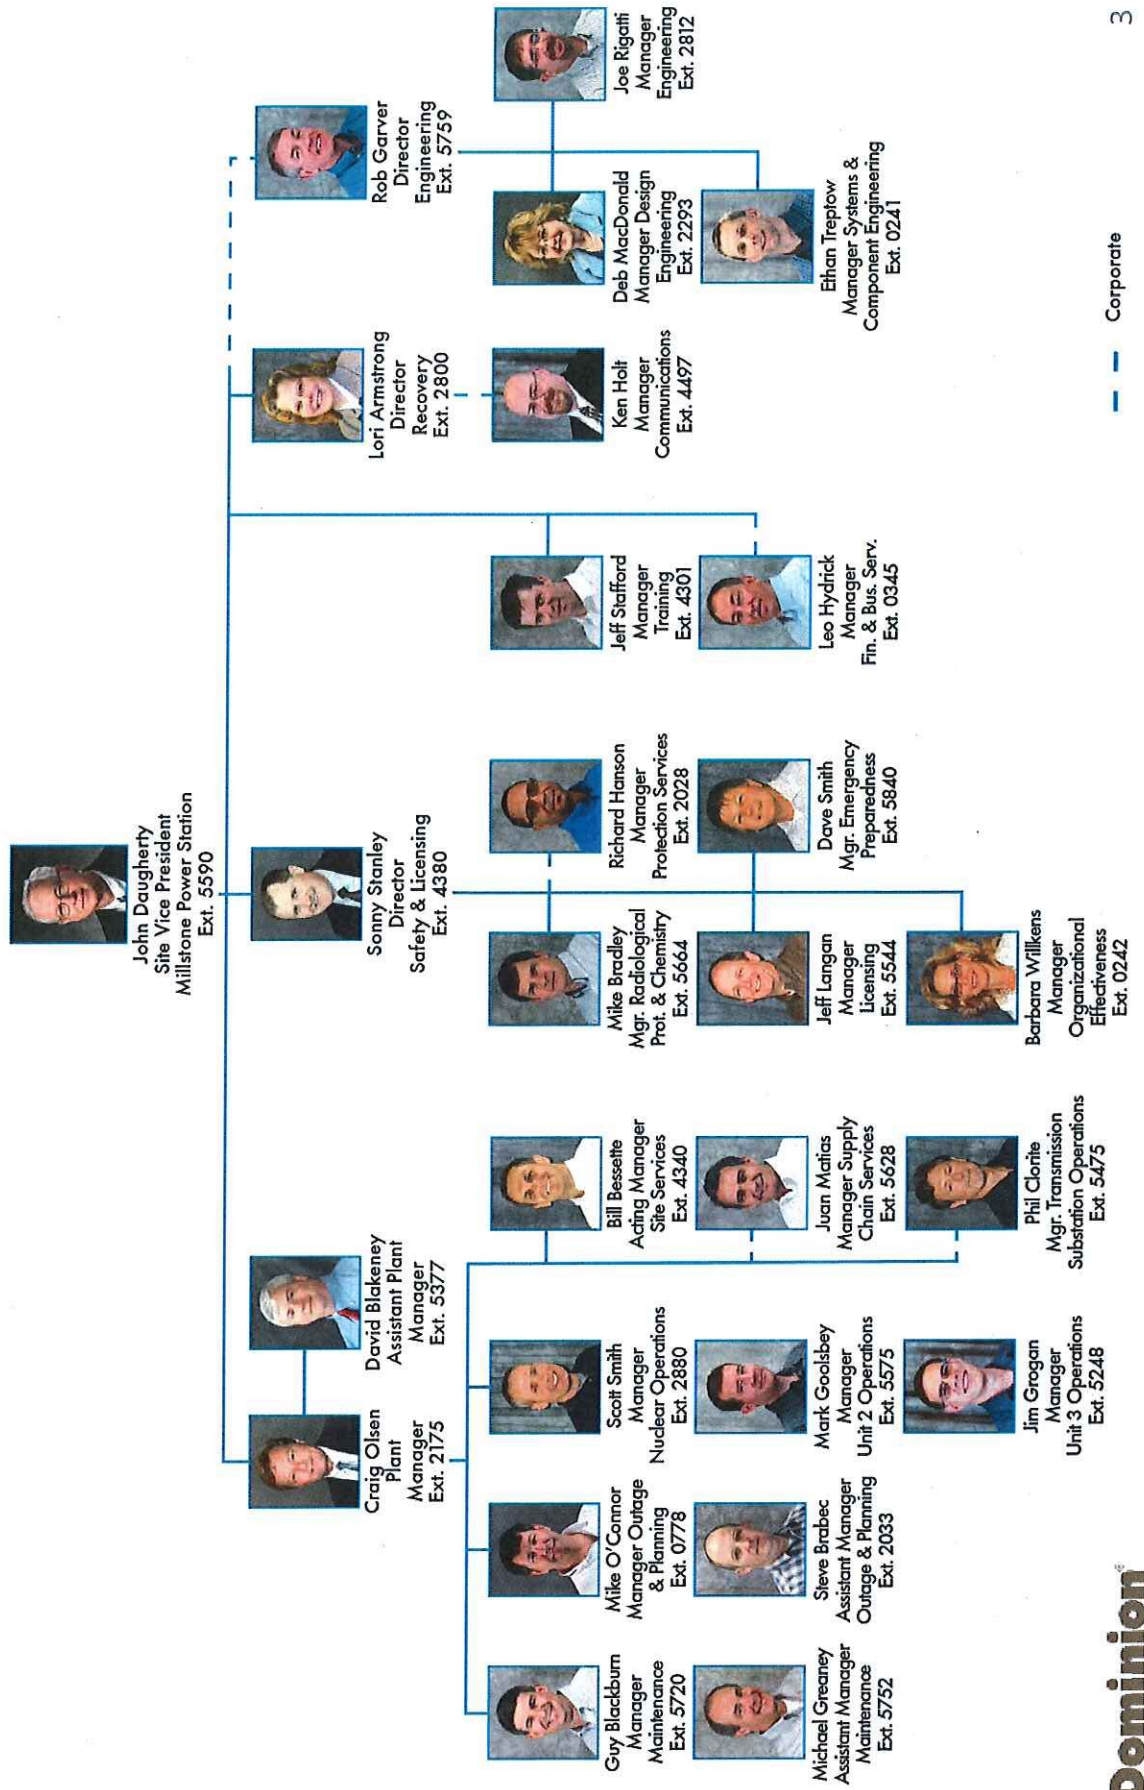 John Daugherty
Site Vice President
Millstone Power Station
Ext. 5590
Craig Olsen
Plant
Manager
Ext. 2175
David Blakeney
Assistant Plant
Manager
Ext. 5377
Sonny Stanley
Director
Safety & Licensing
Ext. 4380
Lori Armstrong
Director
Recovery
Ext. 2800
Rob Garver
Director
Engineering
Ext. 5759
Guy Blackburn
Manager
Maintenance
Ext. 5720
Mike O'Connor
Manager Outage
& Planning
Ext. 0778
Scott Smith
Manager
Nuclear Operations
Ext. 2880
Bill Bessette
Acting Manager
Site Services
Ext. 4340
Mike Bradley
Mgr. Radiological
Prot. & Chemistry
Ext. 5664
Richard Hanson
Manager
Protection Services
Ext. 2028
Jeff Stafford
Manager
Training
Ext. 4301
Ken Holt
Manager
Communications
Ext. 4497
Deb MacDonald
Manager Design
Engineering
Ext. 2293
Joe Rigatti
Manager
Engineering
Ext. 2812
Michael Greaney
Assistant Manager
Maintenance
Ext. 5752
Steve Brabec
Assistant Manager
Outage & Planning
Ext. 2033
Mark Goolsbey
Manager
Unit 2 Operations
Ext. 5575
Juan Matias
Manager Supply
Chain Services
Ext. 5628
Jeff Langan
Manager
Licensing
Ext. 5544
Dave Smith
Mgr. Emergency
Preparedness
Ext. 5840
Leo Hydrick
Manager
Fin. & Bus. Serv.
Ext. 0345
Ethan Treptow
Manager Systems &
Component Engineering
Ext. 0241
Jim Grogan
Manager
Unit 3 Operations
Ext. 5248
Phil Clorite
Mgr. Transmission
Substation Operations
Ext. 5475
Barbara Willkens
Manager
Organizational
Effectiveness
Ext. 0242
Corporate
Dominion®
3